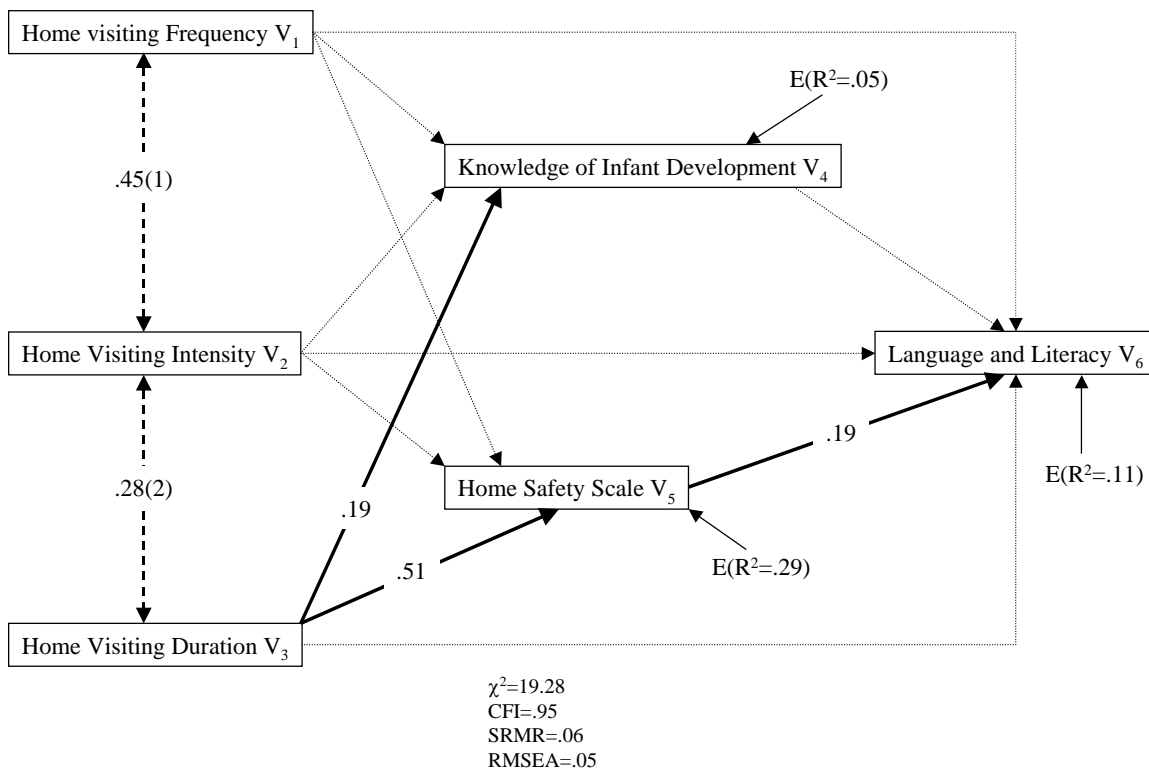 Home visiting Frequency V₁
E(R²=.05)
Knowledge of Infant Development V₄
.45(1)
Home Visiting Intensity V₂
Language and Literacy V₆
.19
.28(2)
Home Safety Scale V₅
E(R²=.11)
.19
.51
E(R²=.29)
Home Visiting Duration V₃
χ²=19.28
CFI=.95
SRMR=.06
RMSEA=.05